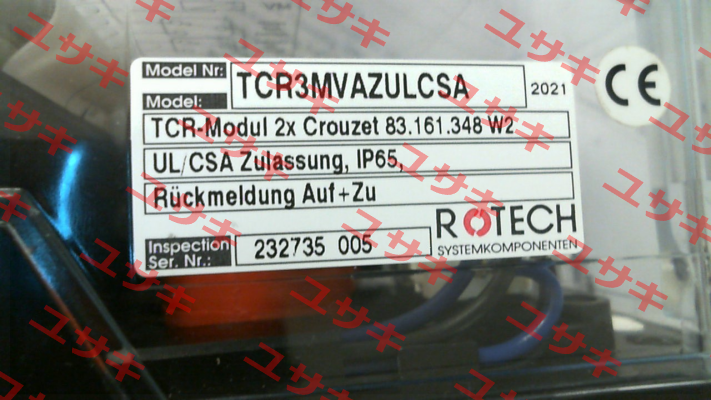 Model Nr: TCR3MVAZULCSA 2021
Model:
TCR-Modul 2x Crouzet 83.161.348 W2
UL/CSA Zulassung, IP65,
Rückmeldung Auf+Zu
RÖTECH
SYSTEMKOMPONENTEN
Inspection
Ser. Nr.: 232735 005
CE
ユサキ